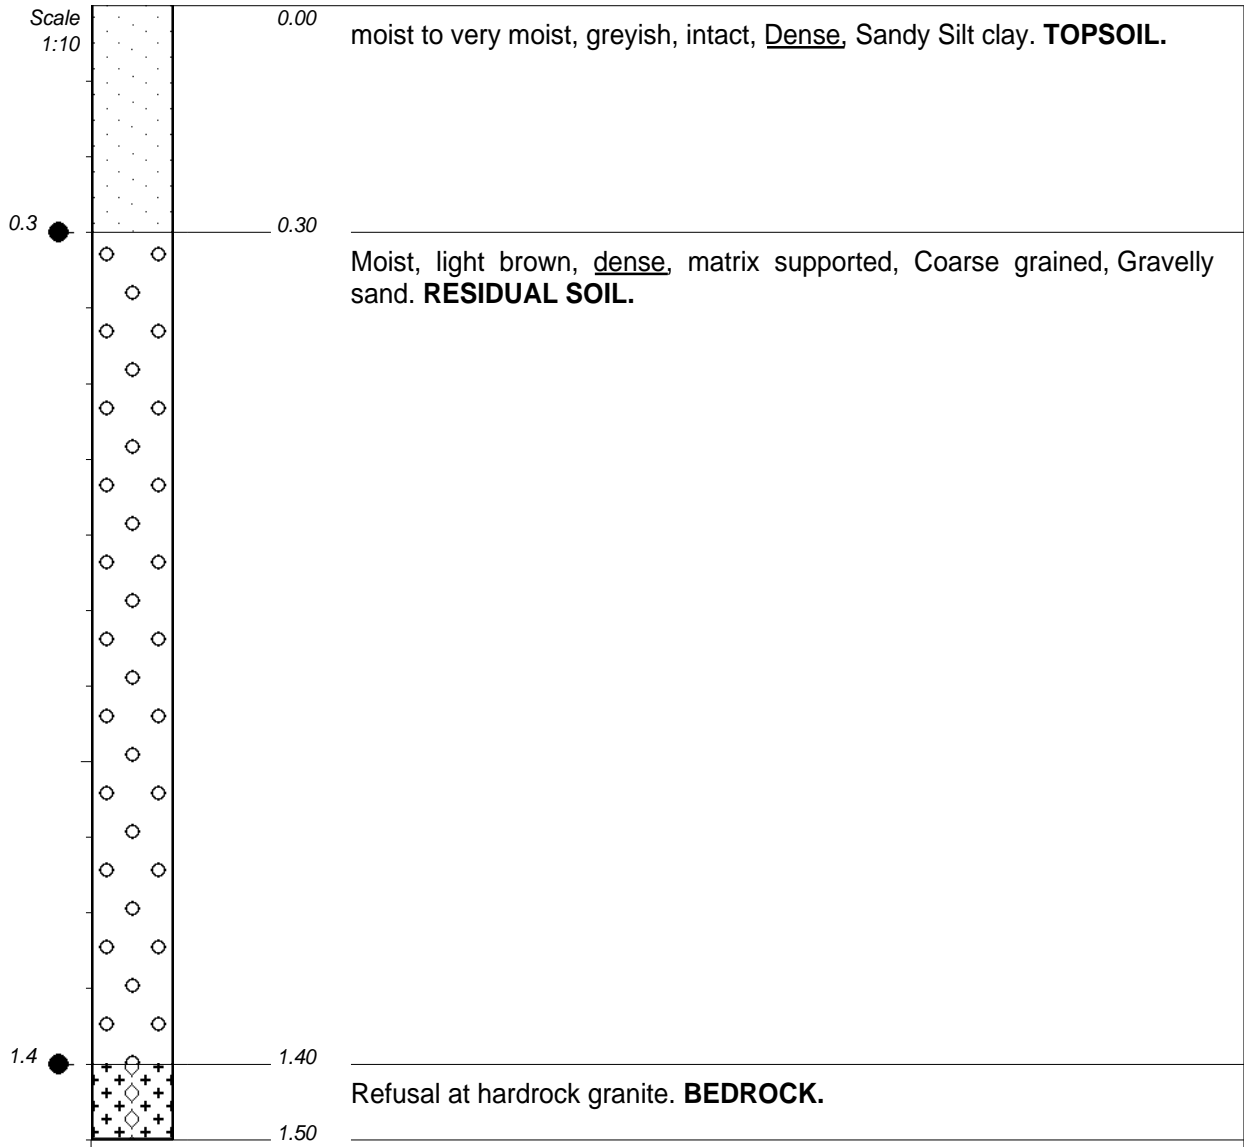 Scale
1:10
0.00
moist to very moist, greyish, intact, Dense, Sandy Silt clay. TOPSOIL.
0.3
0.30
Moist, light brown, dense, matrix supported, Coarse grained, Gravelly
sand. RESIDUAL SOIL.
1.4
1.40
Refusal at hardrock granite. BEDROCK.
1.50